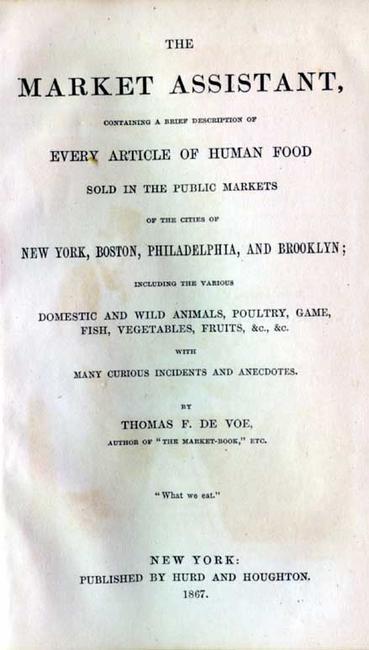 THE
MARKET ASSISTANT,
CONTAINING A BRIEF DESCRIPTION OF
EVERY ARTICLE OF HUMAN FOOD
SOLD IN THE PUBLIC MARKETS
OF THE CITIES OF
NEW YORK, BOSTON, PHILADELPHIA, AND BROOKLYN;
INCLUDING THE VARIOUS
DOMESTIC AND WILD ANIMALS, POULTRY, GAME,
FISH, VEGETABLES, FRUITS, &c., &c.
WITH
MANY CURIOUS INCIDENTS AND ANECDOTES.
BY
THOMAS F. DE VOE,
AUTHOR OF "THE MARKET-BOOK," ETC.
"What we eat."
NEW YORK:
PUBLISHED BY HURD AND HOUGHTON.
1867.